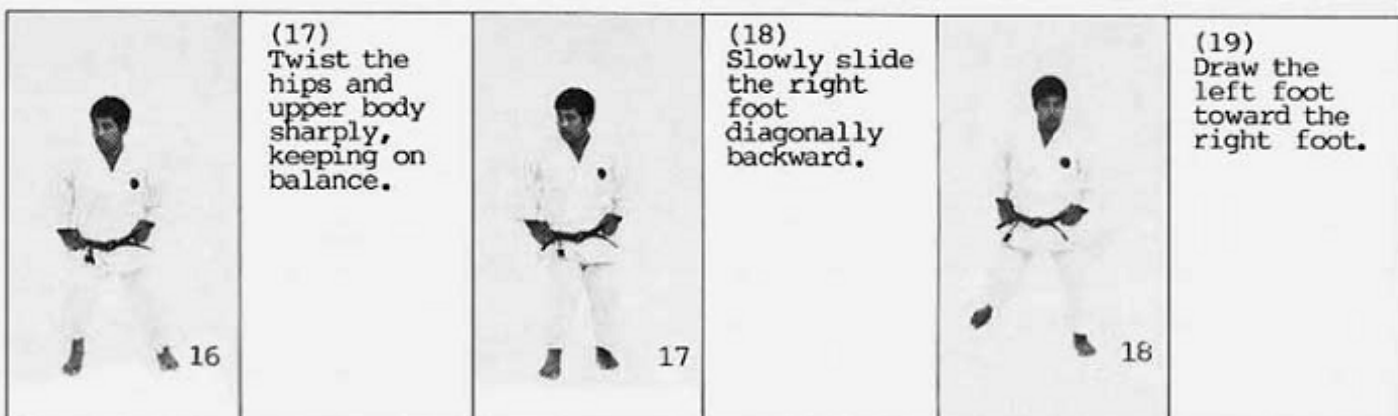 16
(17)
Twist the
hips and
upper body
sharply,
keeping on
balance.
17
(18)
Slowly slide
the right
foot
diagonally
backward.
18
(19)
Draw the
left foot
toward the
right foot.